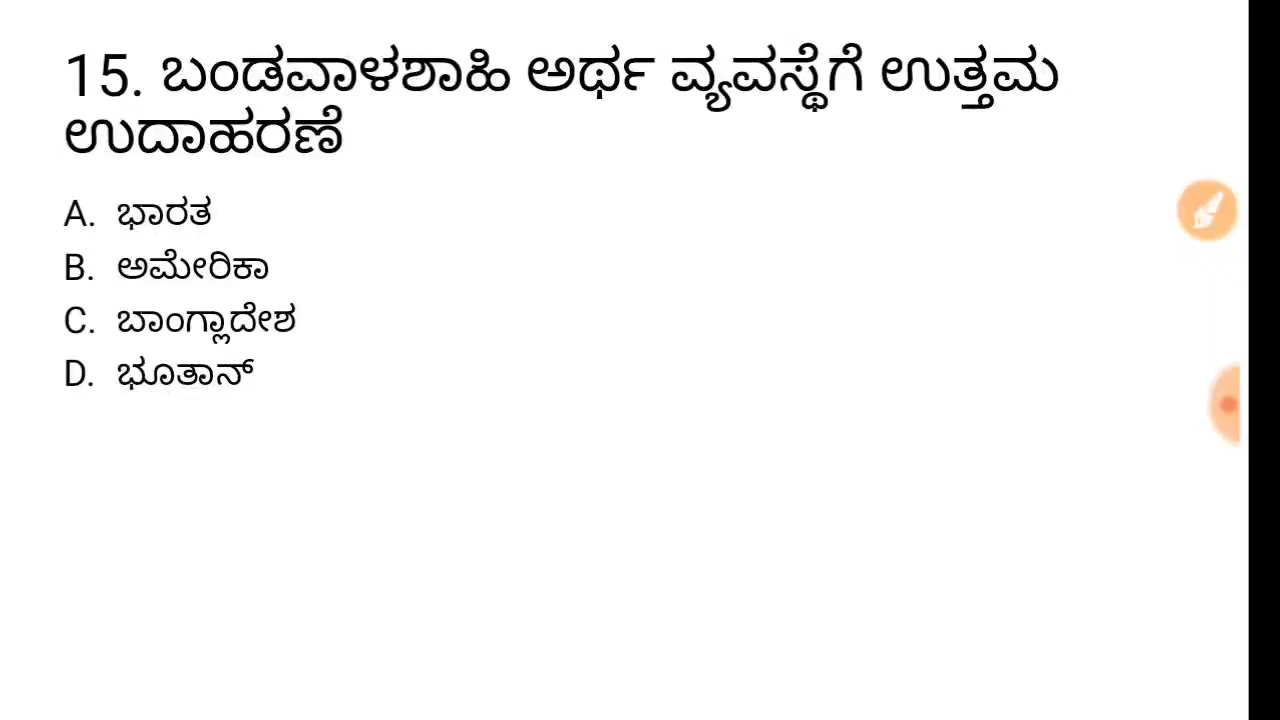 15. ಬಂಡವಾಳಶಾಹಿ ಅರ್ಥ ವ್ಯವಸ್ಥೆಗೆ ಉತ್ತಮ
ಉದಾಹರಣೆ
A. ಭಾರತ
B. ಅಮೇರಿಕಾ
C. ಬಾಂಗ್ಲಾದೇಶ
D. ಭೂತಾನ್